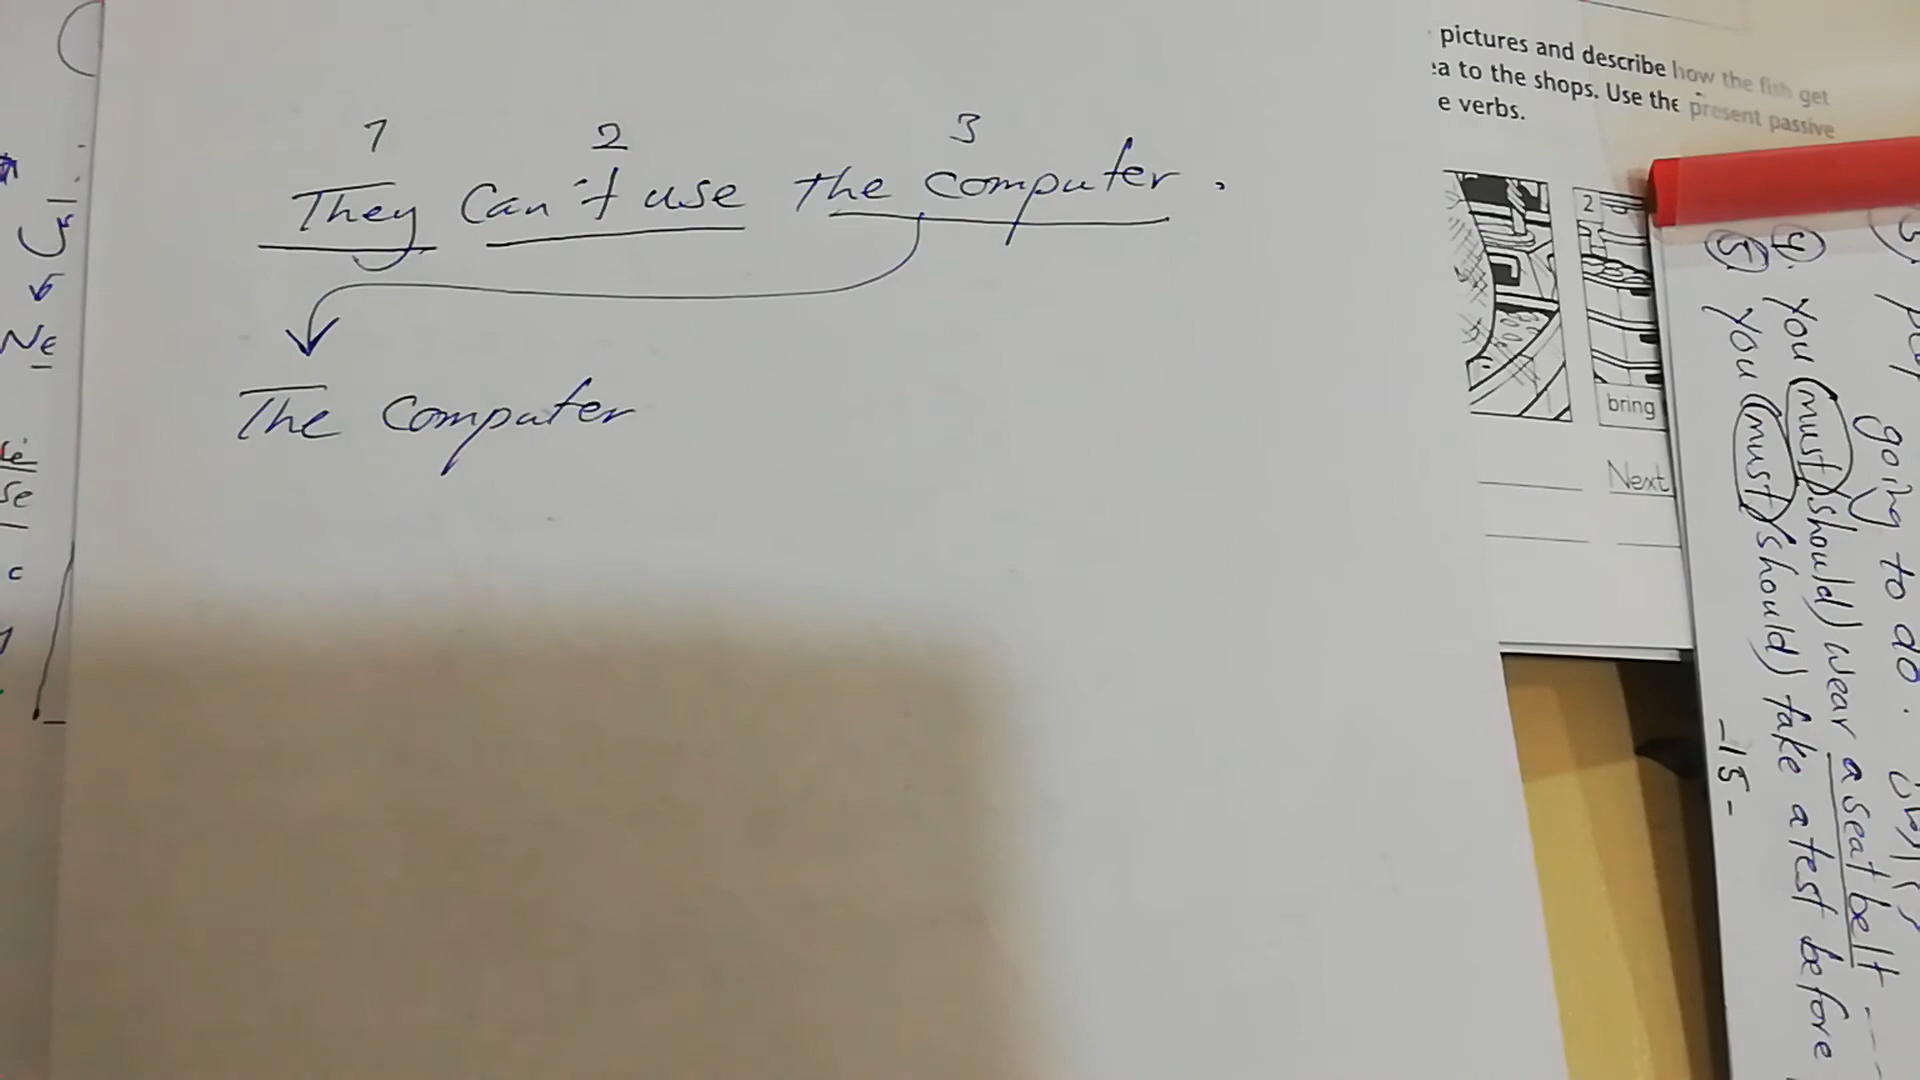 1 2 3
They can't use the computer.
The computer
pictures and describe how the fish get
a to the shops. Use the present passive
e verbs.
2
bring
Next
going to do.
④ You (must/should) wear a seat belt ---
⑤ You (must/should) take a test before
-15-